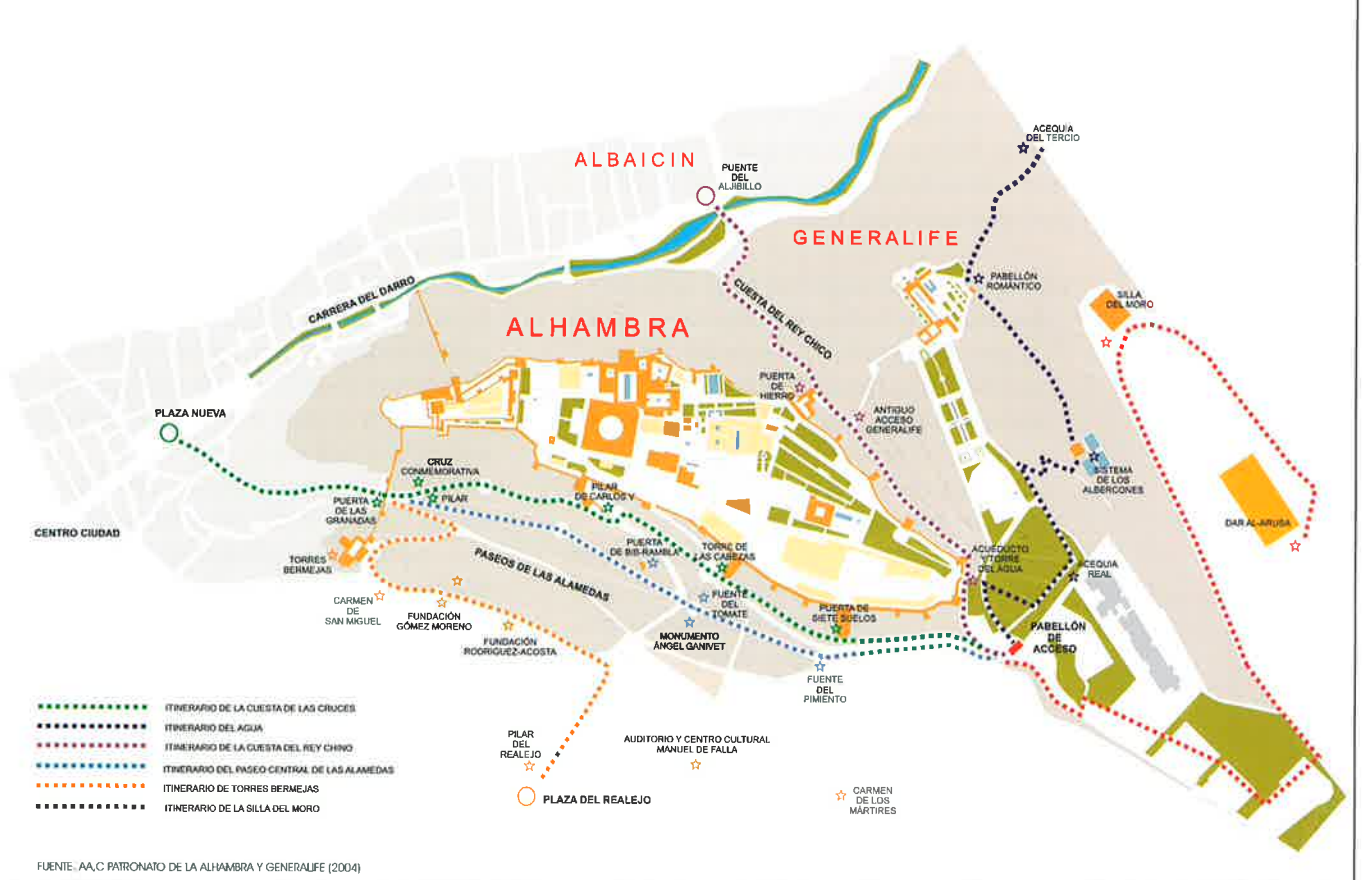 ACEQUIA
DEL TERCIO
ALBAICIN
PUENTE
DEL
ALJIBILLO
GENERALIFE
PABELLÓN
ROMÁNTICO
CARRERA DEL DARRO
CUESTA DEL REY CHICO
SILLA
DEL MORO
ALHAMBRA
PUERTA
DE
HIERRO
PLAZA NUEVA
ANTIGUO
ACCESO
GENERALIFE
CRUZ
CONMEMORATIVA
PILAR
SISTEMA
DE LOS
ALBERCONES
PILAR
DE CARLOS V
PUERTA
DE LAS
GRANADAS
DAR AL-ARUSA
CENTRO CIUDAD
PUERTA
DE BIB-RAMBLA
TORRE DE
LAS CABEZAS
ACUEDUCTO
Y TORRE
DEL AGUA
TORRES
BERMEJAS
PASEOS DE LAS ALAMEDAS
ACEQUIA
REAL
CARMEN
DE
SAN MIGUEL
FUNDACIÓN
GÓMEZ MORENO
FUENTE
DEL
TOMATE
PUERTA DE
SIETE SUELOS
FUNDACIÓN
RODRIGUEZ-ACOSTA
MONUMENTO
ÁNGEL GANIVET
PABELLÓN
DE
ACCESO
FUENTE
DEL
PIMIENTO
ITINERARIO DE LA CUESTA DE LAS CRUCES
ITINERARIO DEL AGUA
ITINERARIO DE LA CUESTA DEL REY CHINO
ITINERARIO DEL PASEO CENTRAL DE LAS ALAMEDAS
ITINERARIO DE TORRES BERMEJAS
ITINERARIO DE LA SILLA DEL MORO
PILAR
DEL
REALEJO
AUDITORIO Y CENTRO CULTURAL
MANUEL DE FALLA
PLAZA DEL REALEJO
CARMEN
DE LOS
MÁRTIRES
FUENTE: AA,C PATRONATO DE LA ALHAMBRA Y GENERALIFE (2004)